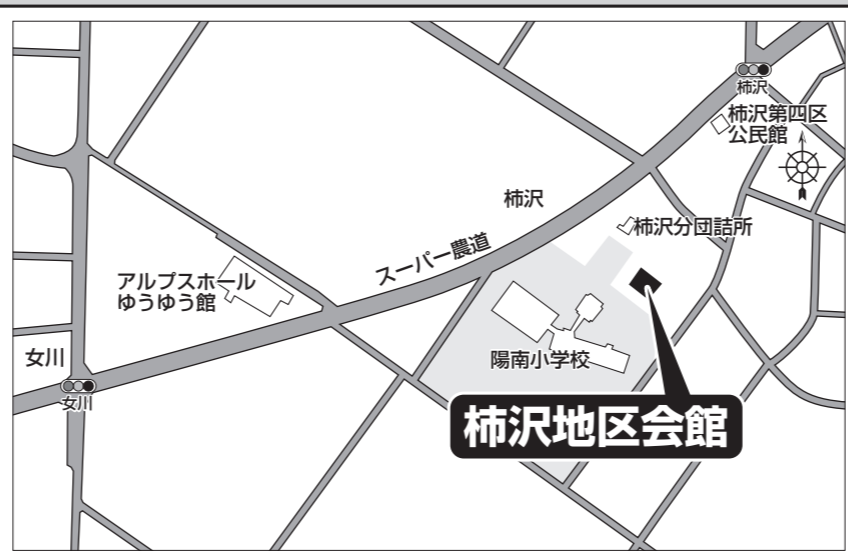 柿沢
柿沢第四区
公民館
柿沢
柿沢分団詰所
スーパー農道
アルプスホール
ゆうゆう館
陽南小学校
女川
女川
柿沢地区会館